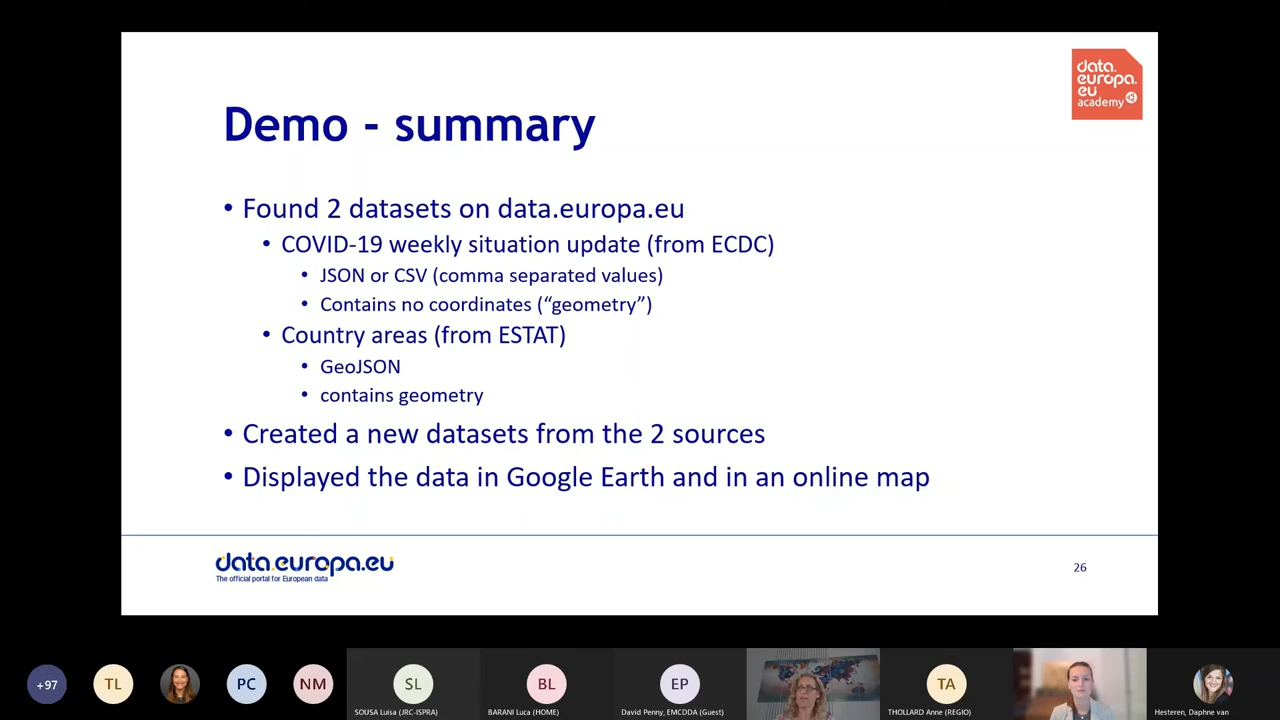 data.
europa.
eu
academy
Demo - summary
• Found 2 datasets on data.europa.eu
• COVID-19 weekly situation update (from ECDC)
• JSON or CSV (comma separated values)
• Contains no coordinates (“geometry”)
• Country areas (from ESTAT)
• GeoJSON
• contains geometry
• Created a new datasets from the 2 sources
• Displayed the data in Google Earth and in an online map
data.europa.eu
The official portal for European data
26
+97
TL
PC
NM
SL
BL
EP
TA
SOUSA Luisa (JRC-ISPRA)
BARANI Luca (HOME)
David Penny, EMCDDA (Guest)
THOLLARD Anne (REGIO)
Hesteren, Daphne van